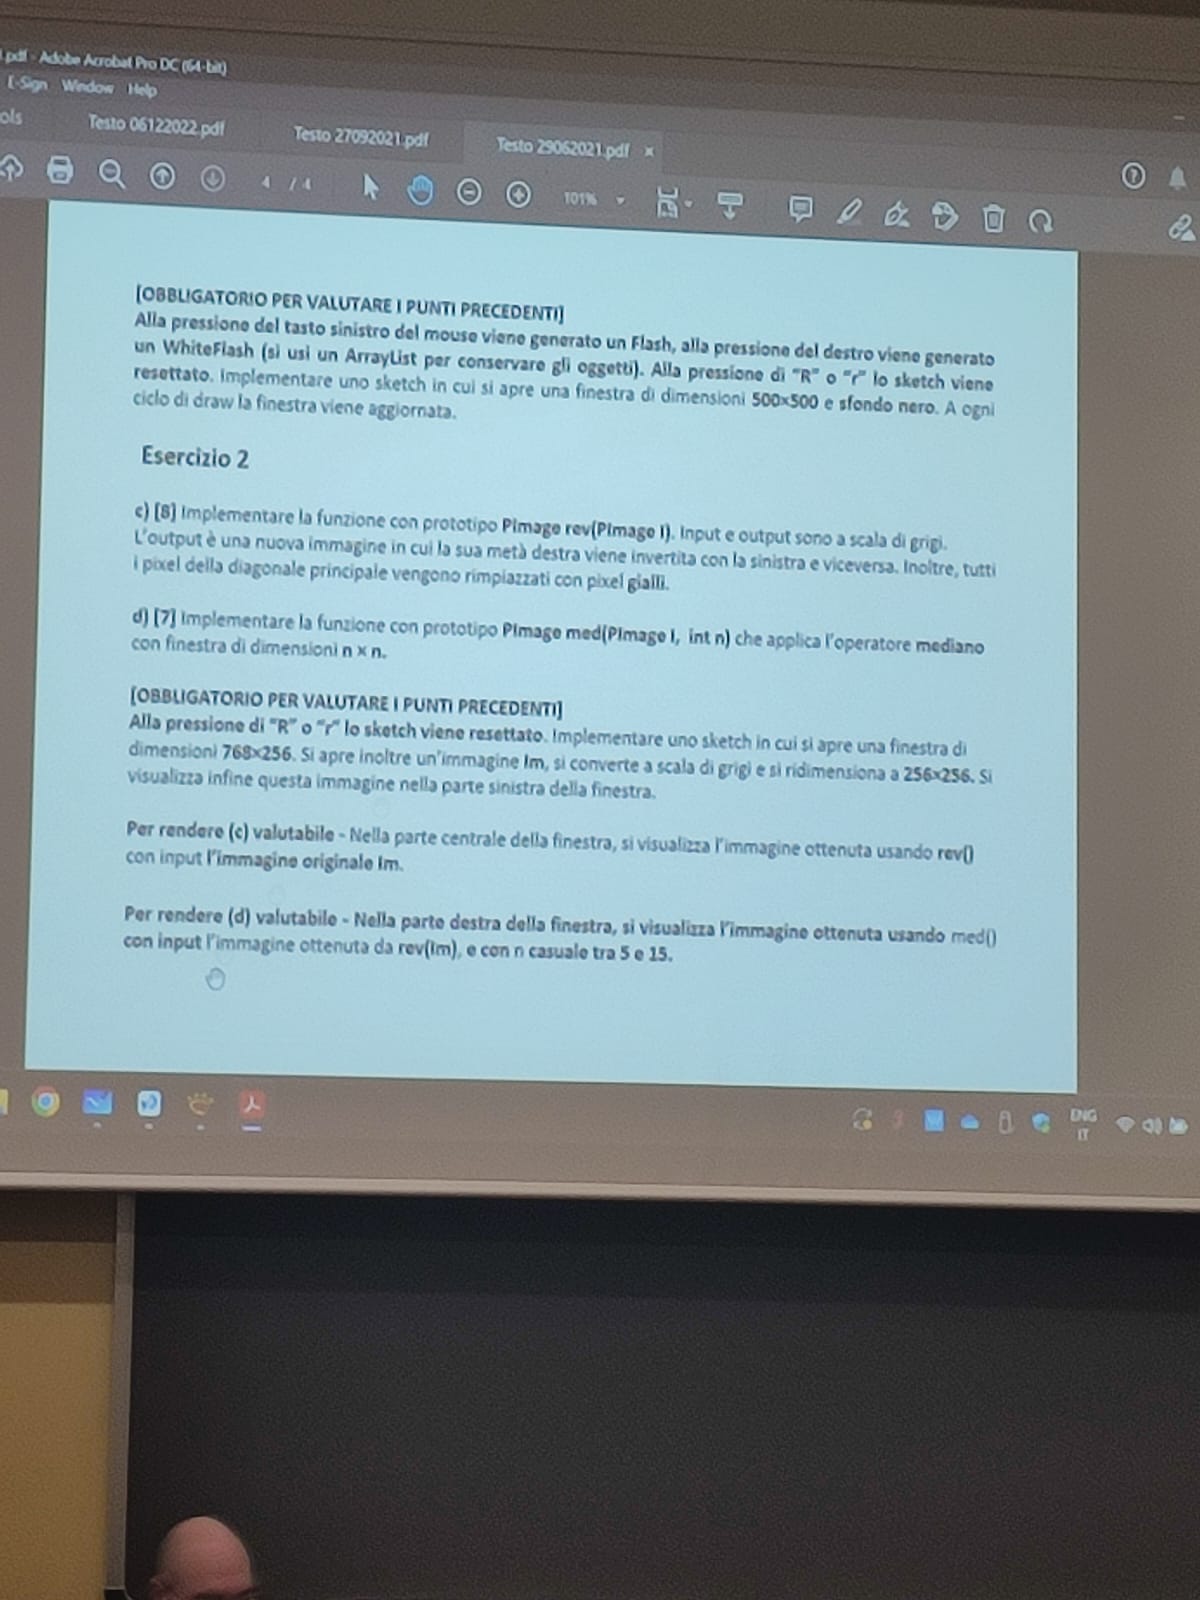 .pdf - Adobe Acrobat Pro DC (64-bit)
E-Sign Window Help
ols
Testo 06122022.pdf Testo 27092021.pdf Testo 29062021.pdf ×
4 / 4 101%
[OBBLIGATORIO PER VALUTARE I PUNTI PRECEDENTI]
Alla pressione del tasto sinistro del mouse viene generato un Flash, alla pressione del destro viene generato
un WhiteFlash (si usi un ArrayList per conservare gli oggetti). Alla pressione di "R" o "r" lo sketch viene
resettato. Implementare uno sketch in cui si apre una finestra di dimensioni 500×500 e sfondo nero. A ogni
ciclo di draw la finestra viene aggiornata.
Esercizio 2
c) [8] Implementare la funzione con prototipo PImage rev(PImage I). Input e output sono a scala di grigi.
L'output è una nuova immagine in cui la sua metà destra viene invertita con la sinistra e viceversa. Inoltre, tutti
i pixel della diagonale principale vengono rimpiazzati con pixel gialli.
d) [7] Implementare la funzione con prototipo PImage med(PImage I, int n) che applica l'operatore mediano
con finestra di dimensioni n × n.
[OBBLIGATORIO PER VALUTARE I PUNTI PRECEDENTI]
Alla pressione di "R" o "r" lo sketch viene resettato. Implementare uno sketch in cui si apre una finestra di
dimensioni 768×256. Si apre inoltre un'immagine Im, si converte a scala di grigi e si ridimensiona a 256×256. Si
visualizza infine questa immagine nella parte sinistra della finestra.
Per rendere (c) valutabile - Nella parte centrale della finestra, si visualizza l'immagine ottenuta usando rev()
con input l'immagine originale Im.
Per rendere (d) valutabile - Nella parte destra della finestra, si visualizza l'immagine ottenuta usando med()
con input l'immagine ottenuta da rev(Im), e con n casuale tra 5 e 15.
ENG
IT